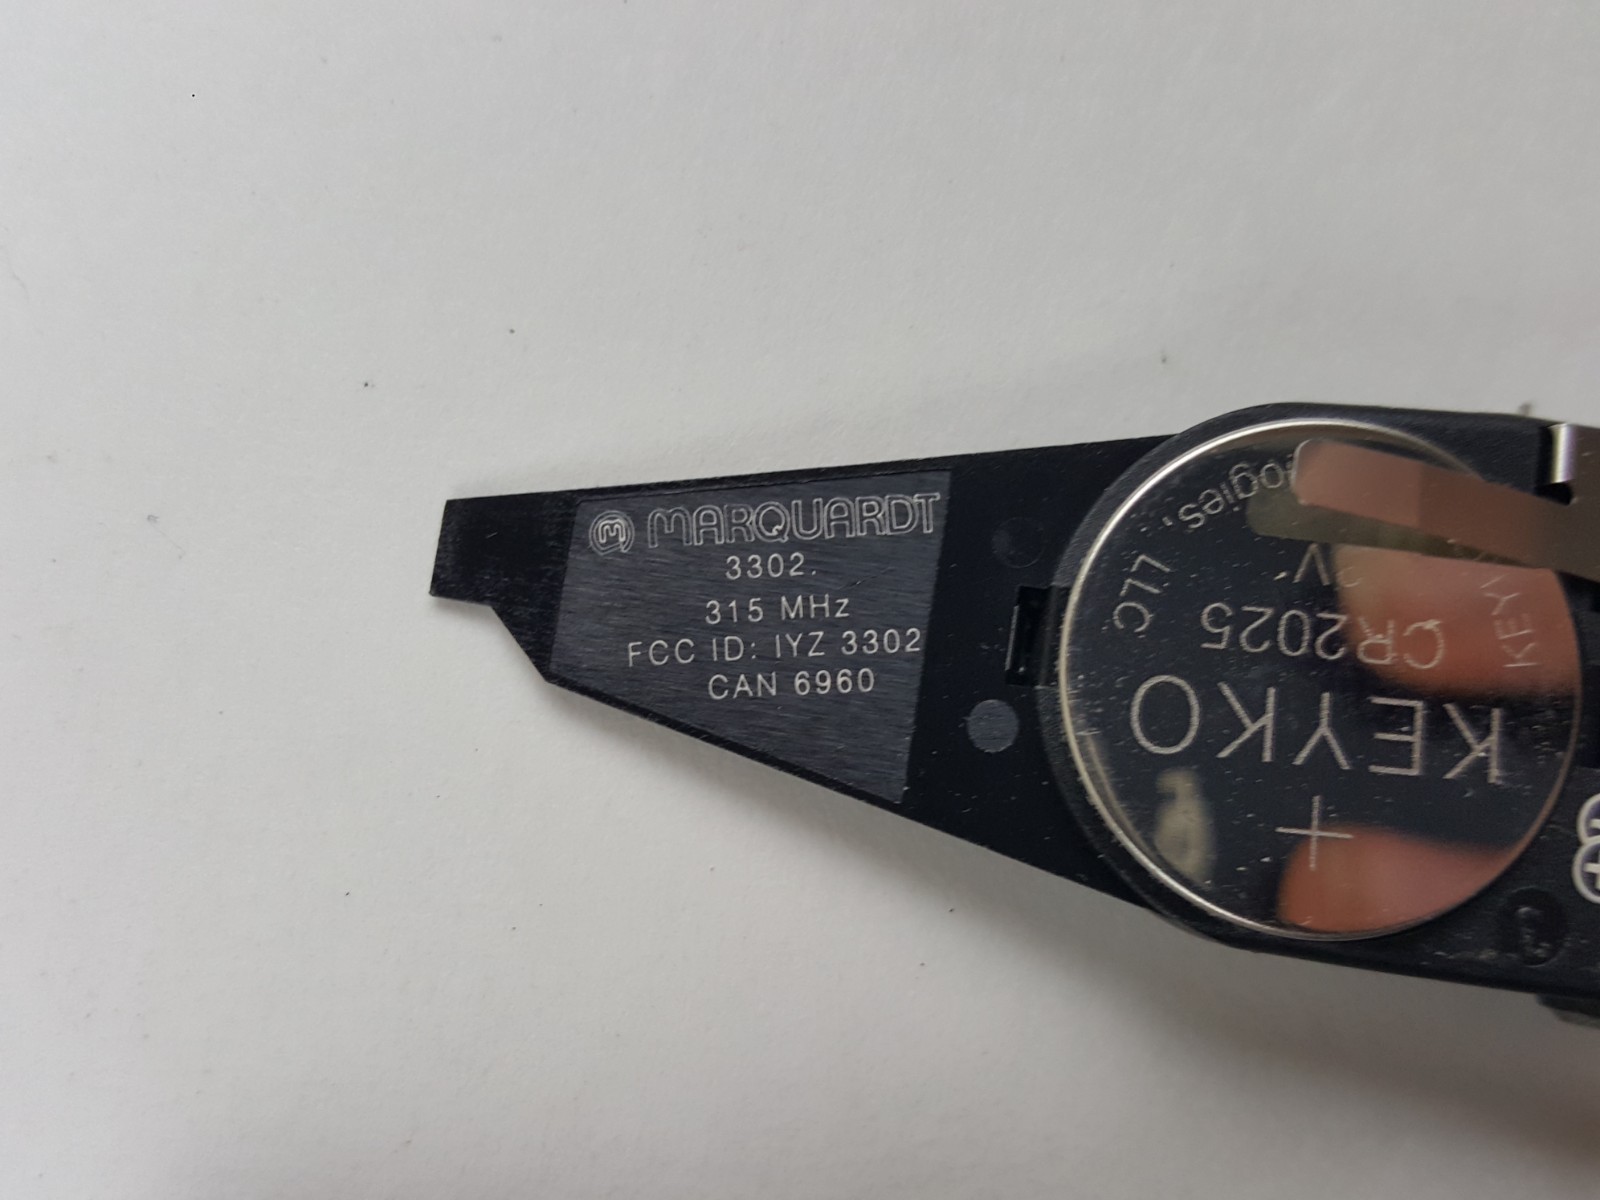 MARQUARDT
3302.
315 MHz
FCC ID: IYZ 3302
CAN 6960
+
KEYKO
CR2025
LLC